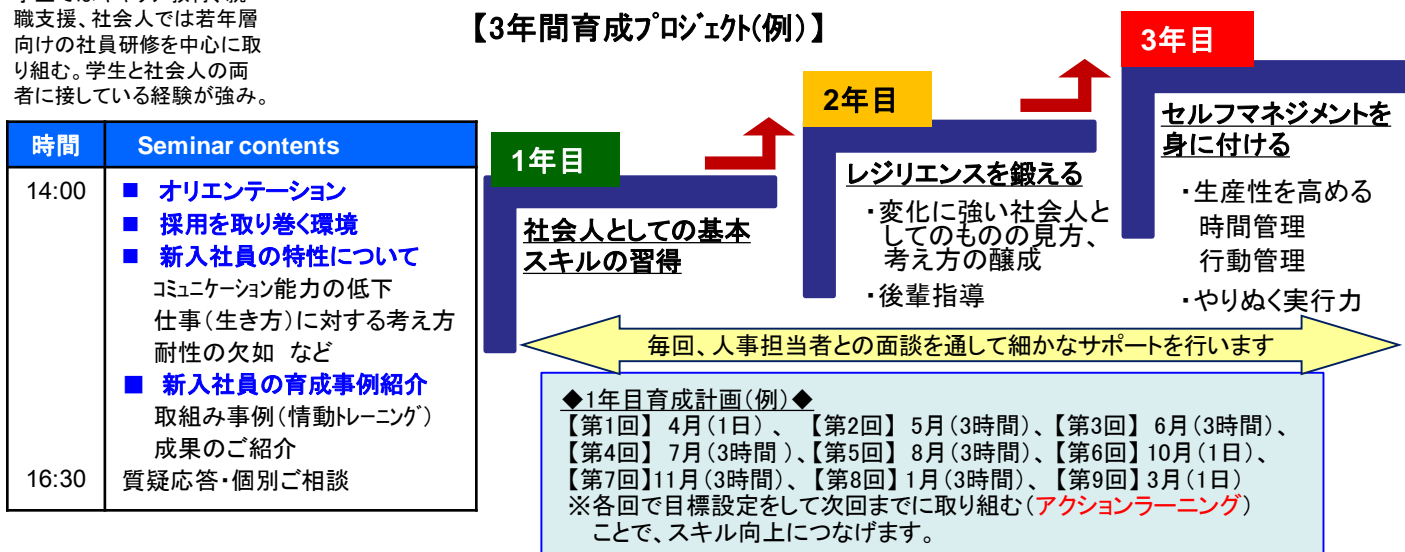 職支援、社会人では若年層
向けの社員研修を中心に取
り組む。学生と社会人の両
者に接している経験が強み。
【3年間育成プロジェクト(例)】
時間 Seminar contents
14:00 ■ オリエンテーション
■ 採用を取り巻く環境
■ 新入社員の特性について
コミュニケーション能力の低下
仕事(生き方)に対する考え方
耐性の欠如 など
■ 新入社員の育成事例紹介
取組み事例(情動トレーニング)
成果のご紹介
16:30 質疑応答・個別ご相談
1年目
社会人としての基本
スキルの習得
2年目
レジリエンスを鍛える
・変化に強い社会人と
してのものの見方、
考え方の醸成
・後輩指導
3年目
セルフマネジメントを
身に付ける
・生産性を高める
時間管理
行動管理
・やりぬく実行力
毎回、人事担当者との面談を通して細かなサポートを行います
◆1年目育成計画(例)◆
【第1回】 4月(1日) 、 【第2回】 5月(3時間)、【第3回】 6月(3時間)、
【第4回】 7月(3時間 )、【第5回】 8月(3時間)、【第6回】 10月(1日)、
【第7回】11月(3時間)、【第8回】 1月(3時間)、【第9回】 3月(1日)
※各回で目標設定をして次回までに取り組む(アクションラーニング)
ことで、スキル向上につなげます。